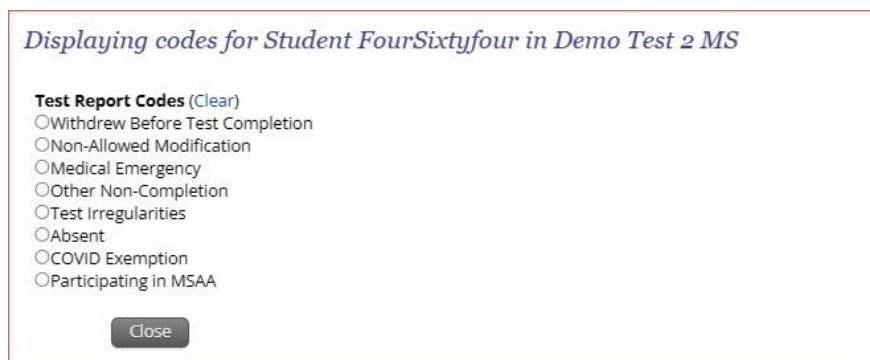 Displaying codes for Student FourSixtyfour in Demo Test 2 MS
Test Report Codes (Clear)
Withdrew Before Test Completion
Non-Allowed Modification
Medical Emergency
Other Non-Completion
Test Irregularities
Absent
COVID Exemption
Participating in MSAA
Close